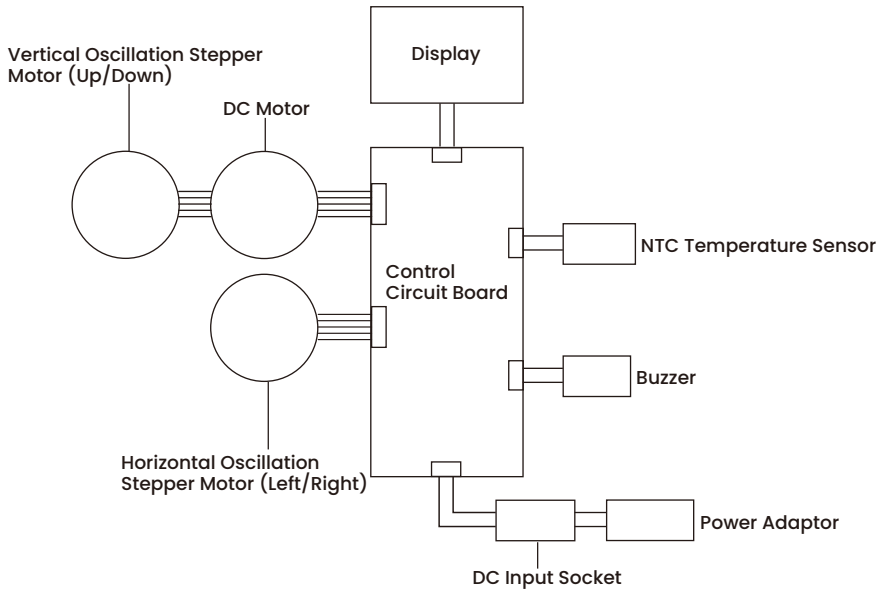 Display
Vertical Oscillation Stepper
Motor (Up/Down)
DC Motor
NTC Temperature Sensor
Control
Circuit Board
Buzzer
Horizontal Oscillation
Stepper Motor (Left/Right)
Power Adaptor
DC Input Socket